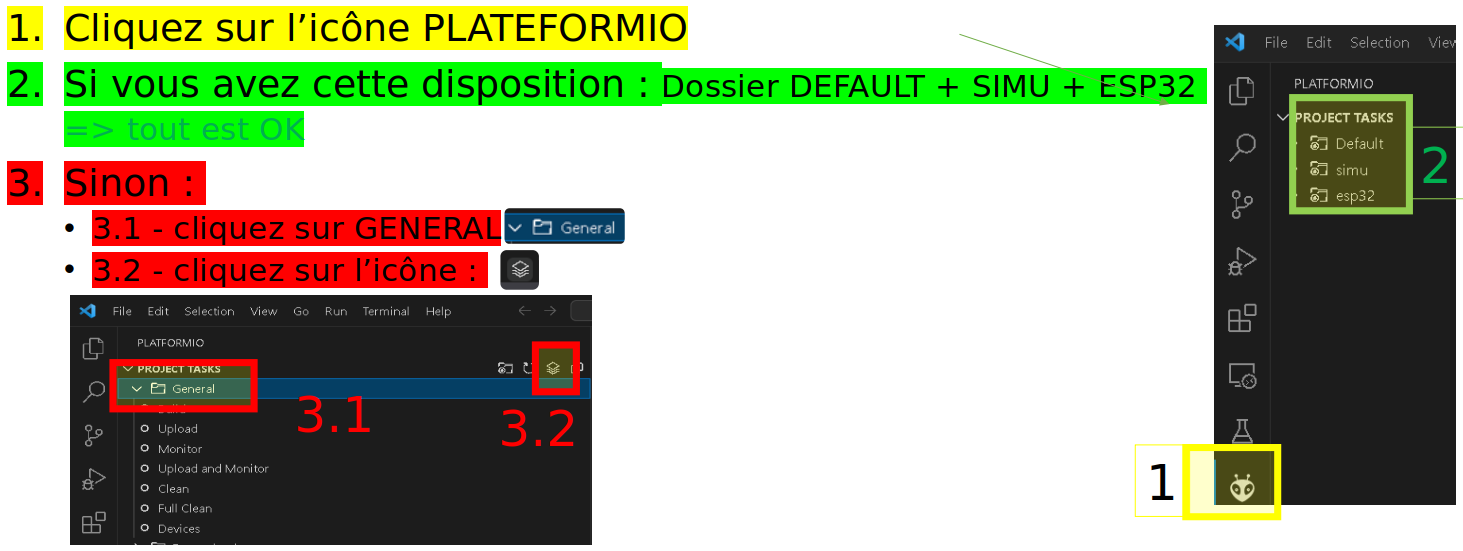 1. Cliquez sur l’icône PLATEFORMIO
2. Si vous avez cette disposition : Dossier DEFAULT + SIMU + ESP32
=> tout est OK
3. Sinon :
• 3.1 - cliquez sur GENERAL
General
• 3.2 - cliquez sur l’icône :
File Edit Selection View Go Run Terminal Help
PLATFORMIO
PROJECT TASKS
General
3.1
3.2
Upload
Monitor
Upload and Monitor
Clean
Full Clean
Devices
File Edit Selection View
PLATFORMIO
PROJECT TASKS
Default
simu
esp32
2
1